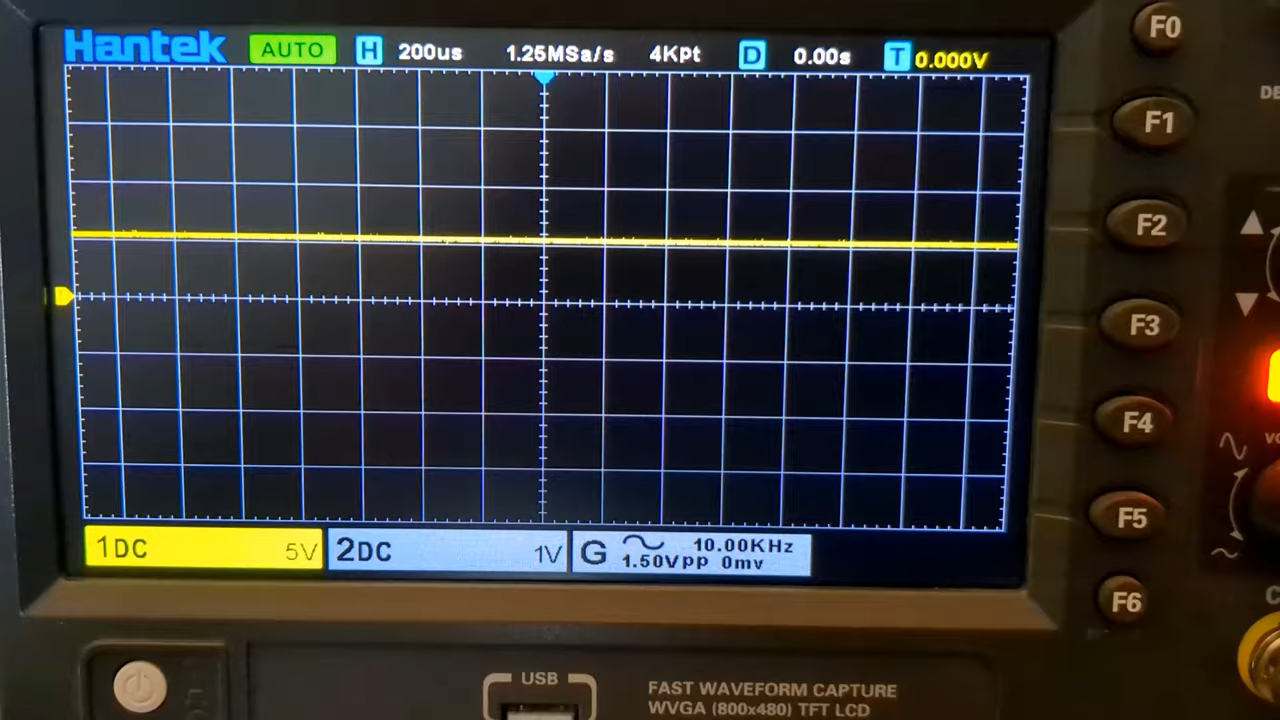 Hantek AUTO H 200us 1.25MSa/s 4Kpt D 0.00s T 0.000V
F0
F1
F2
F3
F4
F5
F6
1DC 5V 2DC 1V G 10.00KHz
1.50Vpp 0mv
USB
FAST WAVEFORM CAPTURE
WVGA (800x480) TFT LCD